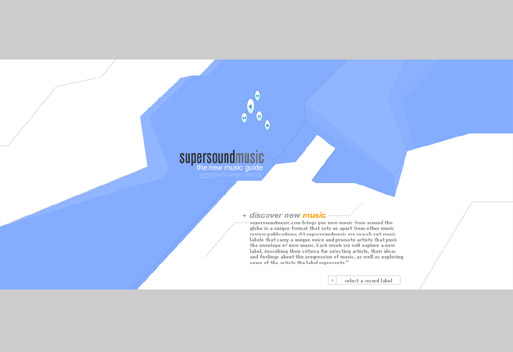 supersoundmusic
the new music guide
+ discover new music
supersoundmusic.com brings you new music from around the
globe in a unique format that sets us apart from other music
review publications. At supersoundmusic we search out music
labels that carry a unique voice and promote artists that push
the envelope of new music. Each week we will explore a new
label, describing their criteria for selecting artists, their ideas
and feelings about the progression of music, as well as exploring
some of the artists the label represents."
+ select a record label